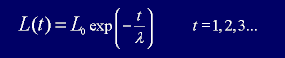 L(t) = L₀ exp(−t/λ) t = 1, 2, 3...